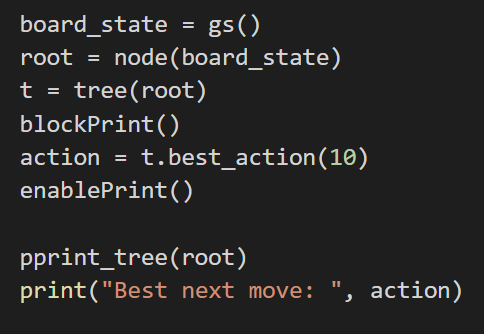 board_state = gs()
root = node(board_state)
t = tree(root)
blockPrint()
action = t.best_action(10)
enablePrint()
pprint_tree(root)
print("Best next move: ", action)